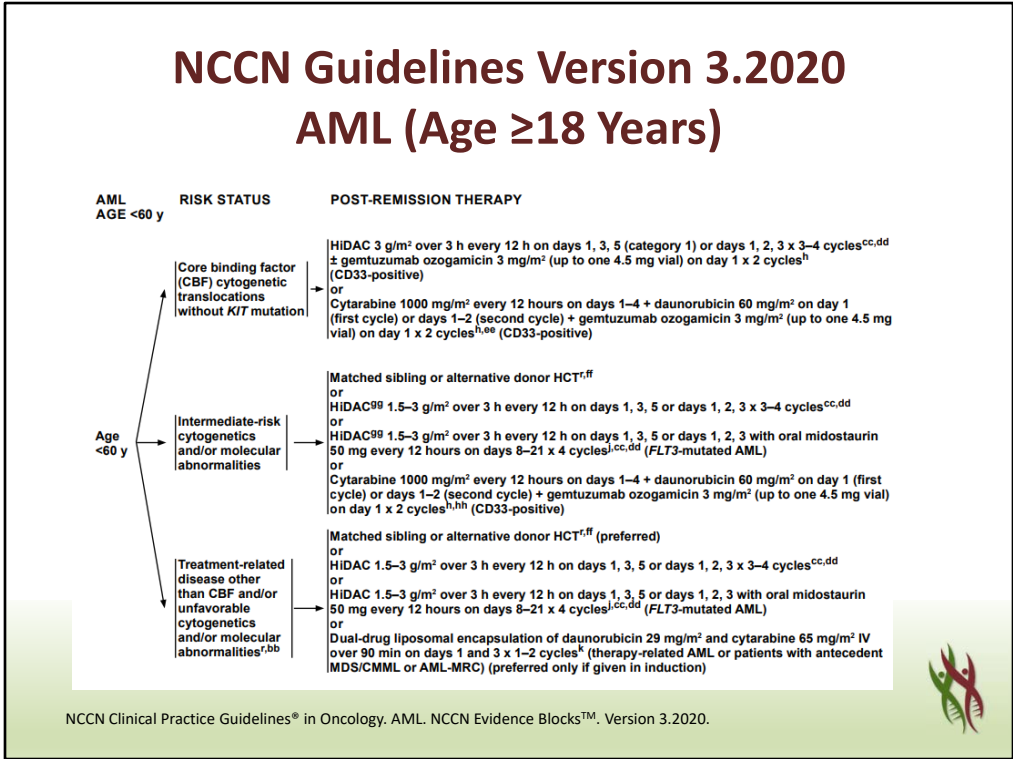 NCCN Guidelines Version 3.2020
AML (Age ≥18 Years)
AML
AGE <60 y
RISK STATUS
POST-REMISSION THERAPY
Age
<60 y
Core binding factor
(CBF) cytogenetic
translocations
without KIT mutation
HiDAC 3 g/m² over 3 h every 12 h on days 1, 3, 5 (category 1) or days 1, 2, 3 x 3–4 cycles^cc,dd
± gemtuzumab ozogamicin 3 mg/m² (up to one 4.5 mg vial) on day 1 x 2 cycles^h
(CD33-positive)
or
Cytarabine 1000 mg/m² every 12 hours on days 1–4 + daunorubicin 60 mg/m² on day 1
(first cycle) or days 1–2 (second cycle) + gemtuzumab ozogamicin 3 mg/m² (up to one 4.5 mg
vial) on day 1 x 2 cycles^h,ee (CD33-positive)
Intermediate-risk
cytogenetics
and/or molecular
abnormalities
Matched sibling or alternative donor HCT^r,ff
or
HiDAC^gg 1.5–3 g/m² over 3 h every 12 h on days 1, 3, 5 or days 1, 2, 3 x 3–4 cycles^cc,dd
or
HiDAC^gg 1.5–3 g/m² over 3 h every 12 h on days 1, 3, 5 or days 1, 2, 3 with oral midostaurin
50 mg every 12 hours on days 8–21 x 4 cycles^j,cc,dd (FLT3-mutated AML)
or
Cytarabine 1000 mg/m² every 12 hours on days 1–4 + daunorubicin 60 mg/m² on day 1 (first
cycle) or days 1–2 (second cycle) + gemtuzumab ozogamicin 3 mg/m² (up to one 4.5 mg vial)
on day 1 x 2 cycles^h,hh (CD33-positive)
Treatment-related
disease other
than CBF and/or
unfavorable
cytogenetics
and/or molecular
abnormalities^r,bb
Matched sibling or alternative donor HCT^r,ff (preferred)
or
HiDAC 1.5–3 g/m² over 3 h every 12 h on days 1, 3, 5 or days 1, 2, 3 x 3–4 cycles^cc,dd
or
HiDAC 1.5–3 g/m² over 3 h every 12 h on days 1, 3, 5 or days 1, 2, 3 with oral midostaurin
50 mg every 12 hours on days 8–21 x 4 cycles^j,cc,dd (FLT3-mutated AML)
or
Dual-drug liposomal encapsulation of daunorubicin 29 mg/m² and cytarabine 65 mg/m² IV
over 90 min on days 1 and 3 x 1–2 cycles^k (therapy-related AML or patients with antecedent
MDS/CMML or AML-MRC) (preferred only if given in induction)
NCCN Clinical Practice Guidelines® in Oncology. AML. NCCN Evidence Blocks™. Version 3.2020.